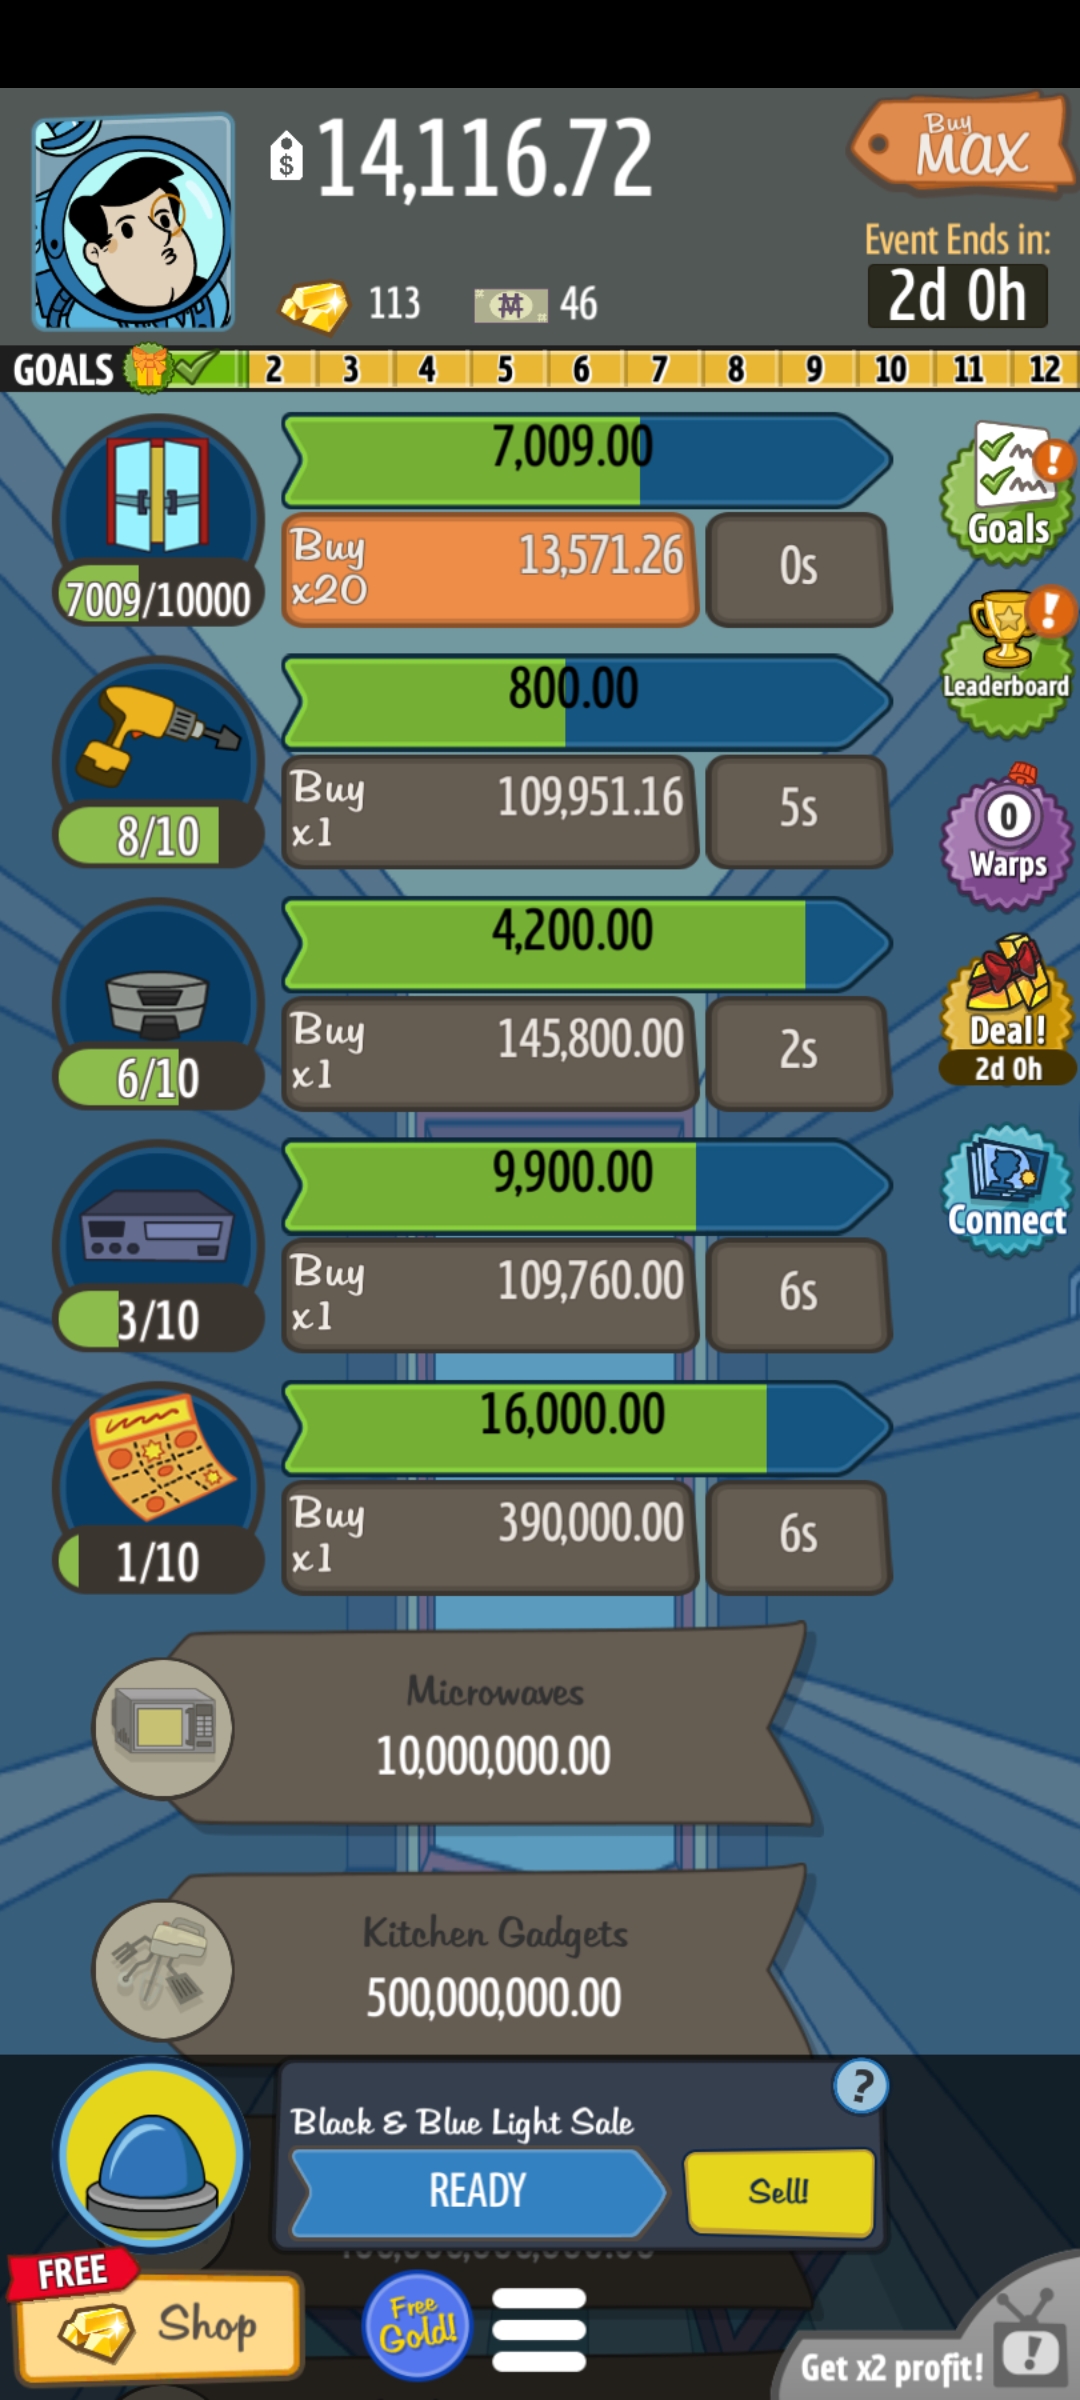 14,116.72
Buy
MAX
113
46
Event Ends in:
2d 0h
GOALS 2 3 4 5 6 7 8 9 10 11 12
7,009.00
Buy
x20
13,571.26
0s
7009/10000
Goals
800.00
Buy
x1
109,951.16
5s
8/10
Leaderboard
4,200.00
Buy
x1
145,800.00
2s
6/10
0
Warps
9,900.00
Buy
x1
109,760.00
6s
3/10
Deal!
2d 0h
16,000.00
Buy
x1
390,000.00
6s
1/10
Connect
Microwaves
10,000,000.00
Kitchen Gadgets
500,000,000.00
Black & Blue Light Sale
?
READY
Sell!
FREE
Shop
Free
Gold!
Get x2 profit!